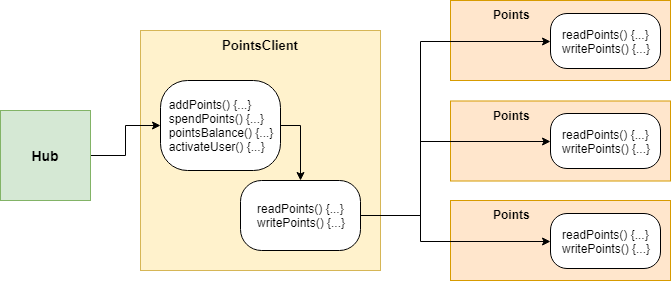 Hub
PointsClient
addPoints() {...}
spendPoints() {...}
pointsBalance() {...}
activateUser() {...}
readPoints() {...}
writePoints() {...}
Points
readPoints() {...}
writePoints() {...}
Points
readPoints() {...}
writePoints() {...}
Points
readPoints() {...}
writePoints() {...}